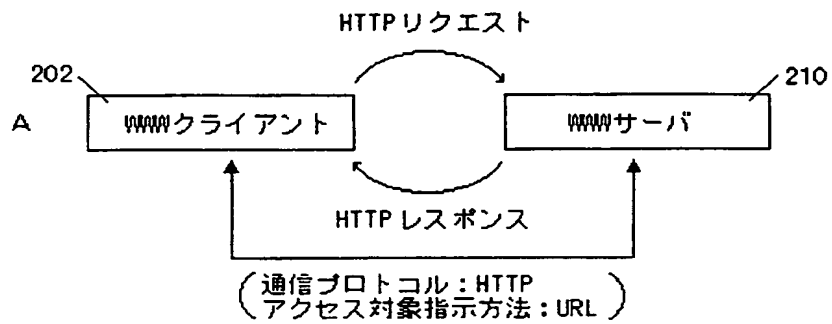 HTTPリクエスト
202
210
A
WWWクライアント
WWWサーバ
HTTPレスポンス
通信プロトコル:HTTP
アクセス対象指示方法:URL